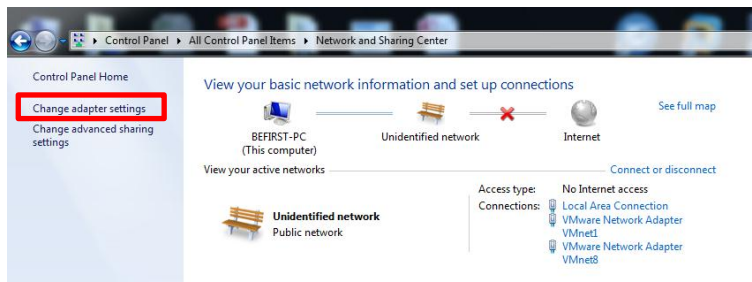 Control Panel ▸ All Control Panel Items ▸ Network and Sharing Center
Control Panel Home
Change adapter settings
Change advanced sharing
settings
View your basic network information and set up connections
See full map
BEFIRST-PC
(This computer)
Unidentified network
Internet
View your active networks
Connect or disconnect
Unidentified network
Public network
Access type: No Internet access
Connections: Local Area Connection
VMware Network Adapter
VMnet1
VMware Network Adapter
VMnet8